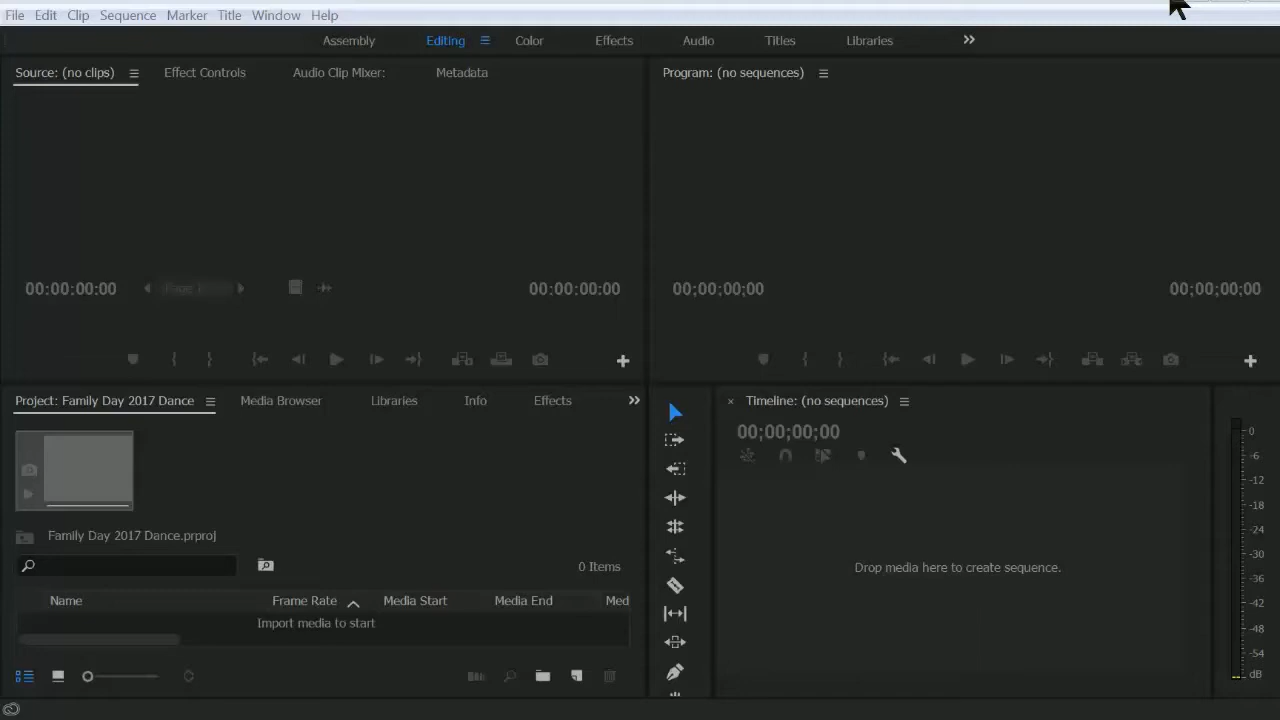 File Edit Clip Sequence Marker Title Window Help
Assembly Editing Color Effects Audio Titles Libraries
Source: (no clips) Effect Controls Audio Clip Mixer: Metadata
Program: (no sequences)
00:00:00:00 00:00:00:00
00;00;00;00 00;00;00;00
Project: Family Day 2017 Dance Media Browser Libraries Info Effects
Timeline: (no sequences)
00;00;00;00
Family Day 2017 Dance.prproj
0 Items
Name Frame Rate Media Start Media End Med
Import media to start
Drop media here to create sequence.
0
-6
-12
-18
-24
-30
-36
-42
-48
-54
dB